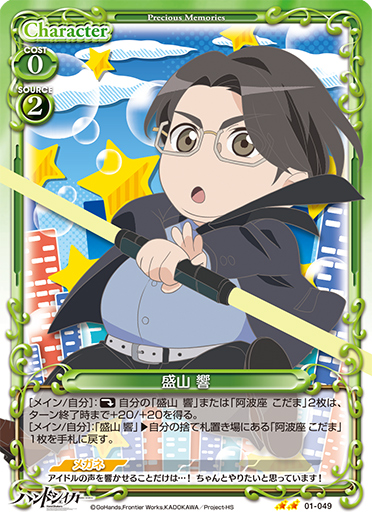 Precious Memories
Character
COST
0
SOURCE
2
盛山 響
[メイン/自分]:自分の「盛山 響」または「阿波座 こだま」2枚は、
ターン終了時まで+20/+20を得る。
[メイン/自分]:「盛山 響」▶自分の捨て札置き場にある「阿波座 こだま」
1枚を手札に戻す。
メガネ
アイドルの声を響かせることだけは…! ちゃんとやりたいと思っています!
ハンドシェイカー
©GoHands,Frontier Works,KADOKAWA/Project-HS
01-049